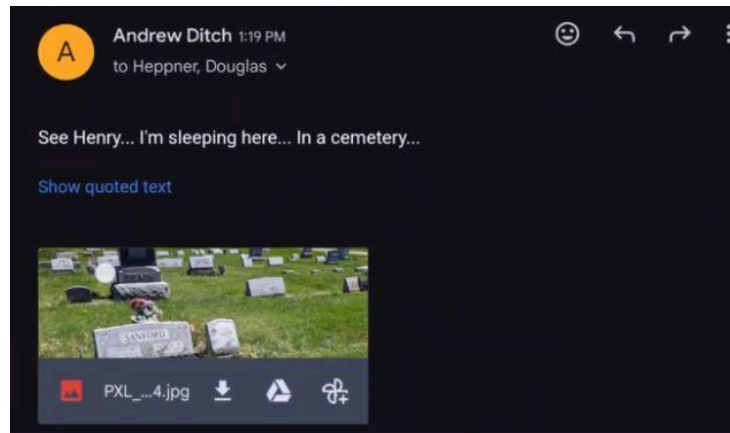 A
Andrew Ditch 1:19 PM
to Heppner, Douglas
See Henry... I'm sleeping here... In a cemetery...
Show quoted text
SANFORD
PXL_...4.jpg